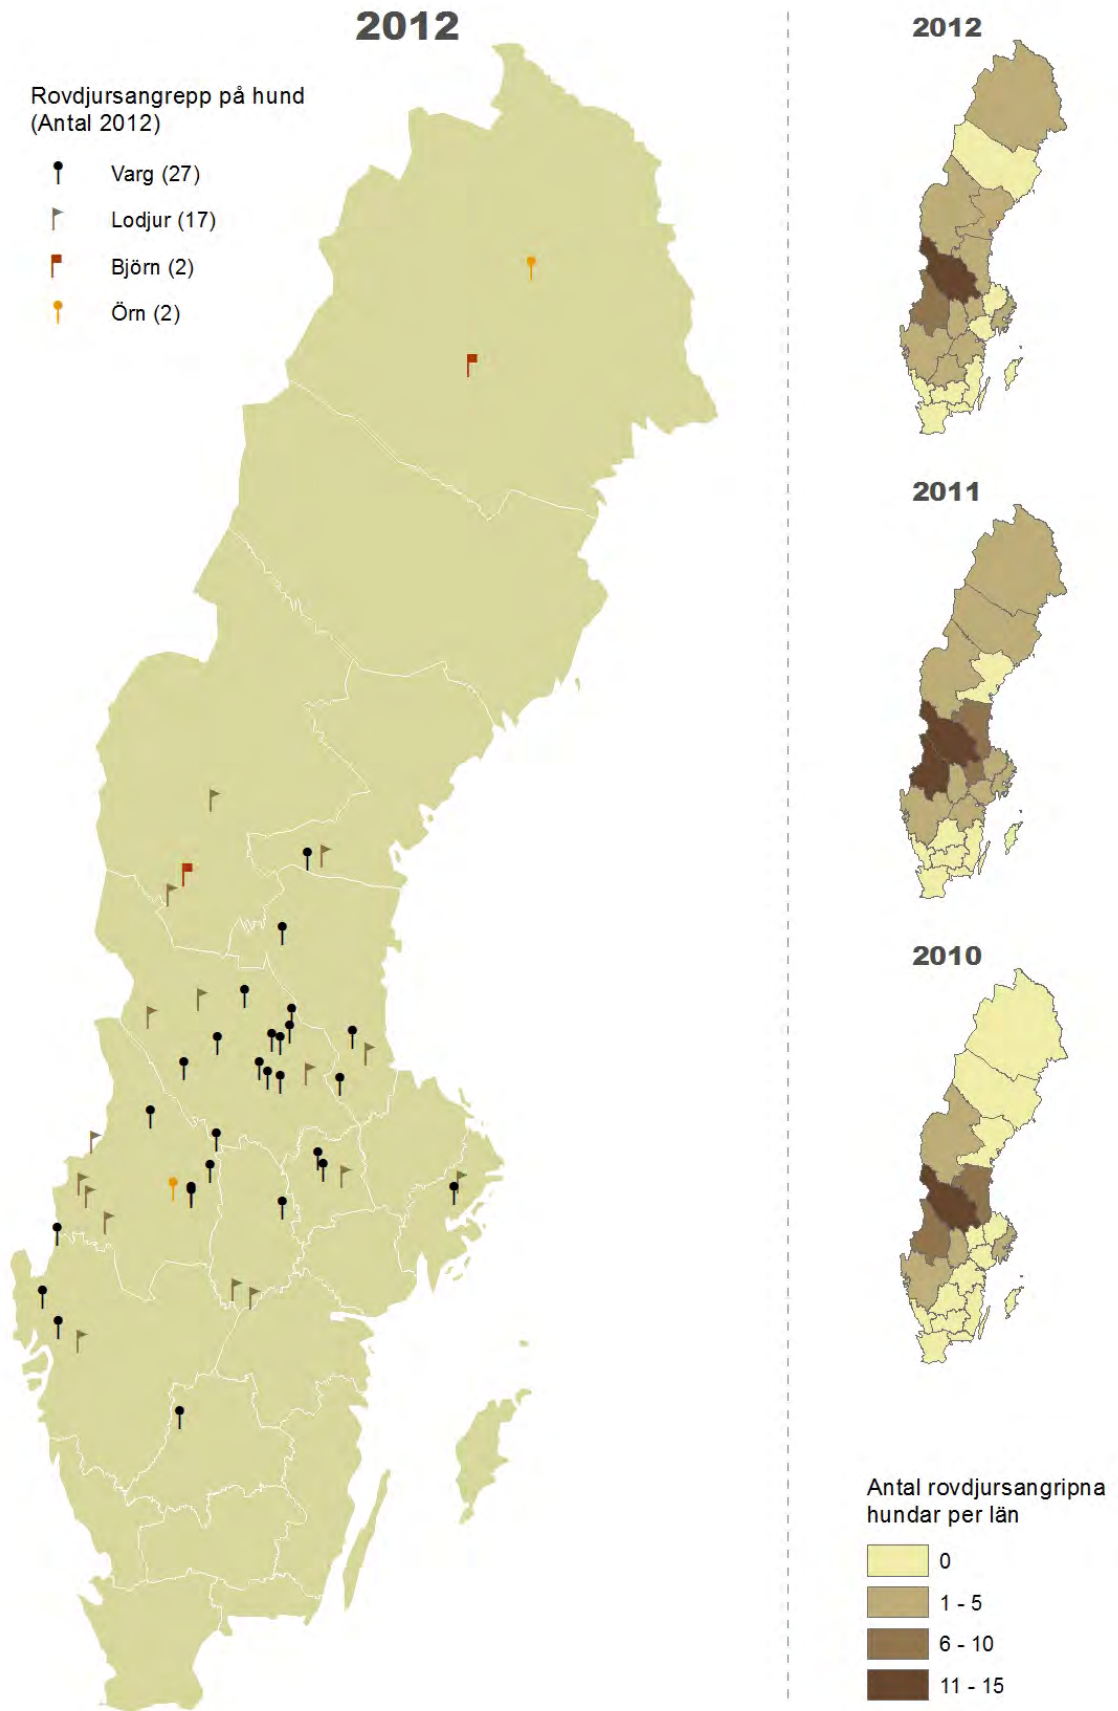 2012
Rovdjursangrepp på hund
(Antal 2012)
Varg (27)
Lodjur (17)
Björn (2)
Örn (2)
2012
2011
2010
Antal rovdjursangripna
hundar per län
0
1 - 5
6 - 10
11 - 15